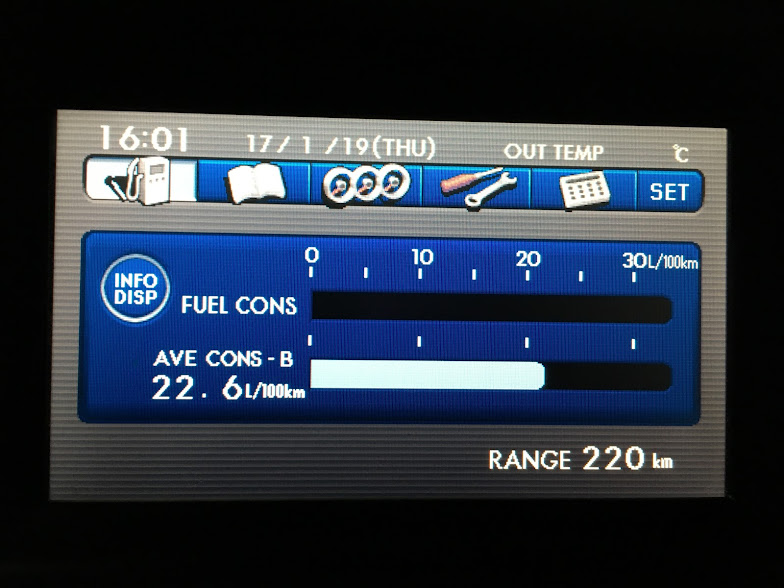 16:01 17/ 1 /19(THU) OUT TEMP °C
SET
0 10 20 30L/100km
INFO
DISP
FUEL CONS
AVE CONS - B
22. 6L/100km
RANGE 220 km